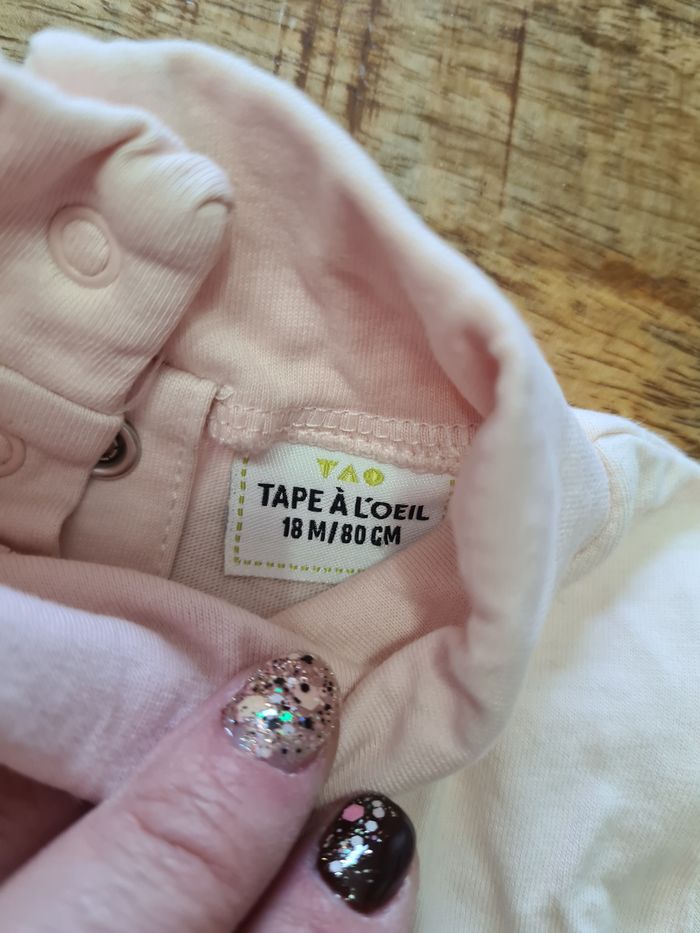 TAO
TAPE À L'OEIL
18 M/80 CM